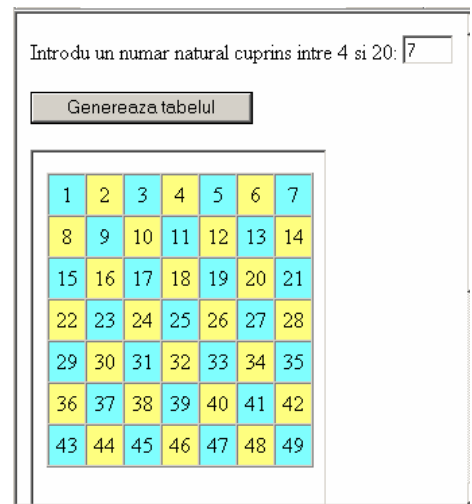 Introdu un numar natural cuprins intre 4 si 20: 7
Genereaza tabelul
1 2 3 4 5 6 7
8 9 10 11 12 13 14
15 16 17 18 19 20 21
22 23 24 25 26 27 28
29 30 31 32 33 34 35
36 37 38 39 40 41 42
43 44 45 46 47 48 49